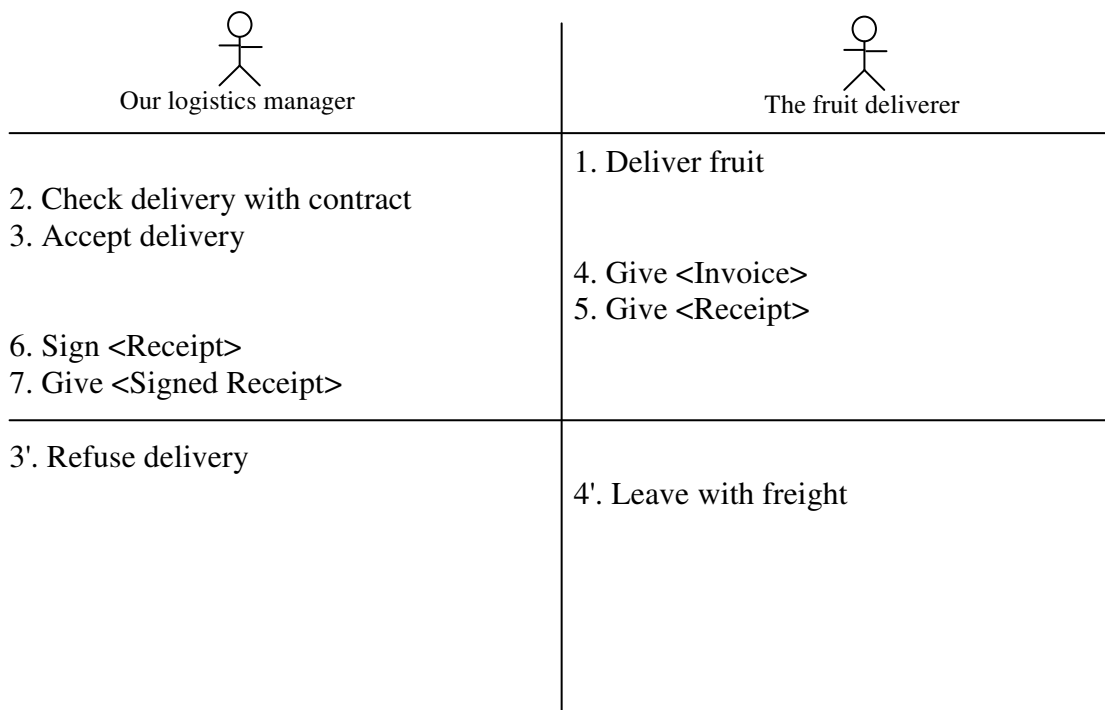 Our logistics manager
The fruit deliverer
1. Deliver fruit
2. Check delivery with contract
3. Accept delivery
4. Give <Invoice>
5. Give <Receipt>
6. Sign <Receipt>
7. Give <Signed Receipt>
3'. Refuse delivery
4'. Leave with freight